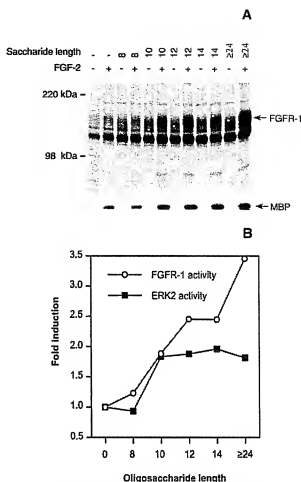 A
Saccharide length - - 8 8 10 10 12 12 14 14 ≥24 ≥24
FGF-2 - + - + - + - + - + - +
220 kDa
FGFR-1
98 kDa
MBP
B
3.5
3.0
2.5
2.0
1.5
1.0
0.5
Fold Induction
FGFR-1 activity
ERK2 activity
0 8 10 12 14 ≥24
Oligosaccharide length